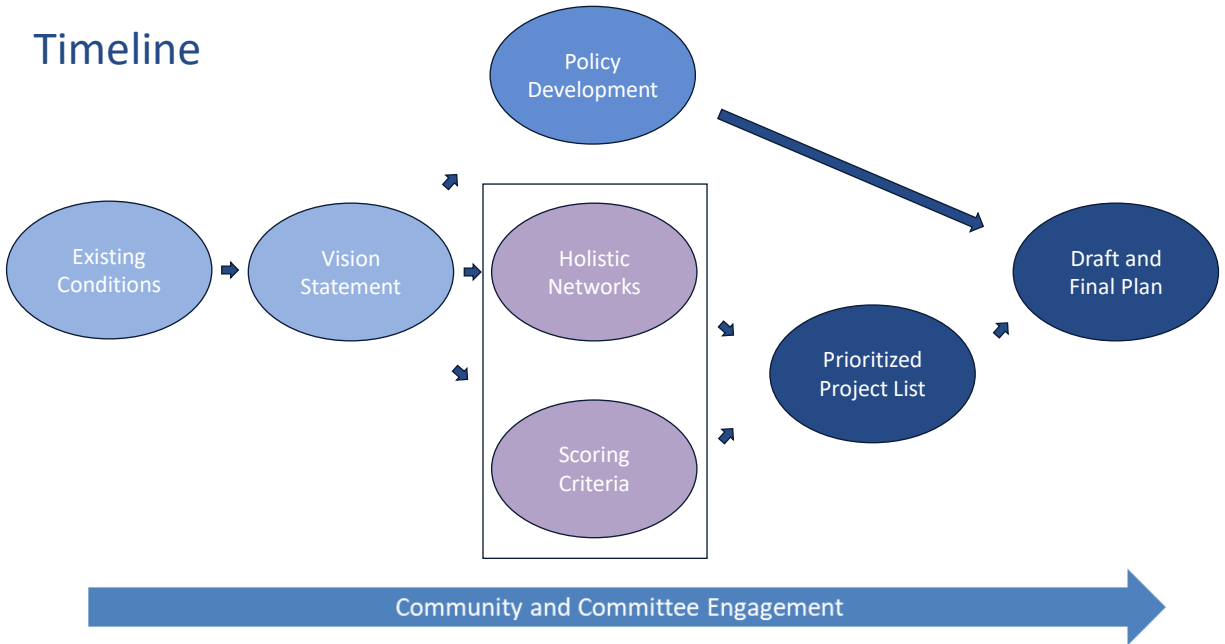 Timeline
Policy
Development
Existing
Conditions
Vision
Statement
Holistic
Networks
Scoring
Criteria
Prioritized
Project List
Draft and
Final Plan
Community and Committee Engagement